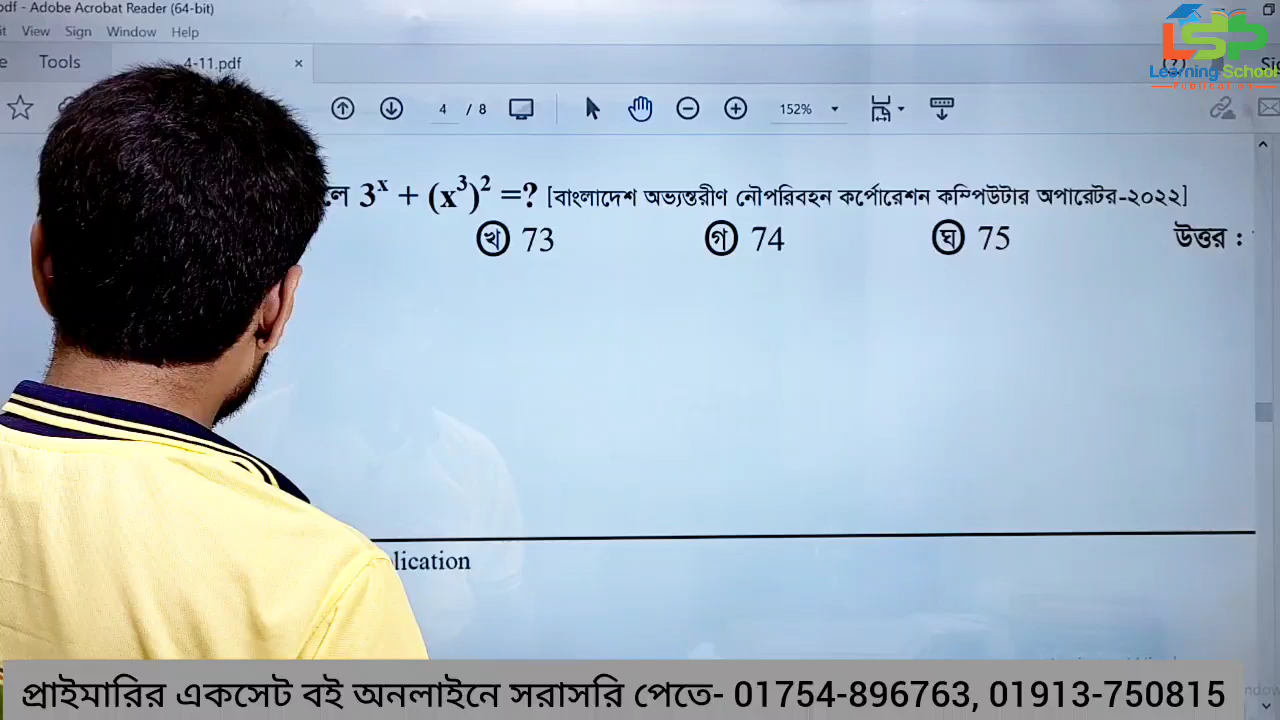 pdf - Adobe Acrobat Reader (64-bit)
View Sign Window Help
Tools 4-11.pdf ×
4 / 8 152%
LSP
Learning School
Publication
3ˣ + (x³)² =? [বাংলাদেশ অভ্যন্তরীণ নৌপরিবহন কর্পোরেশন কম্পিউটার অপারেটর-২০২২]
খ 73 গ 74 ঘ 75 উত্তর :
lication
প্রাইমারির একসেট বই অনলাইনে সরাসরি পেতে- 01754-896763, 01913-750815